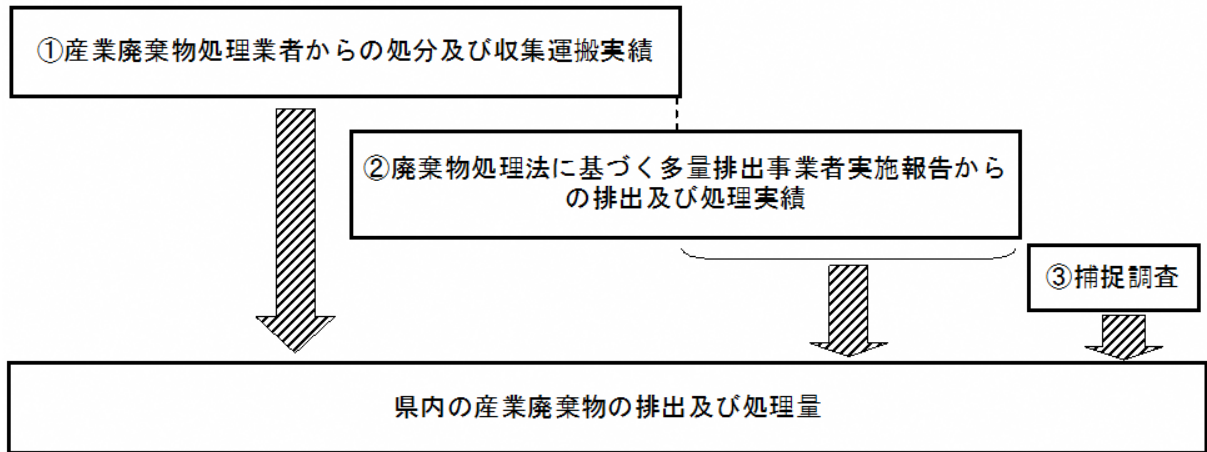 ①産業廃棄物処理業者からの処分及び収集運搬実績
②廃棄物処理法に基づく多量排出事業者実施報告から
の排出及び処理実績
③捕捉調査
県内の産業廃棄物の排出及び処理量